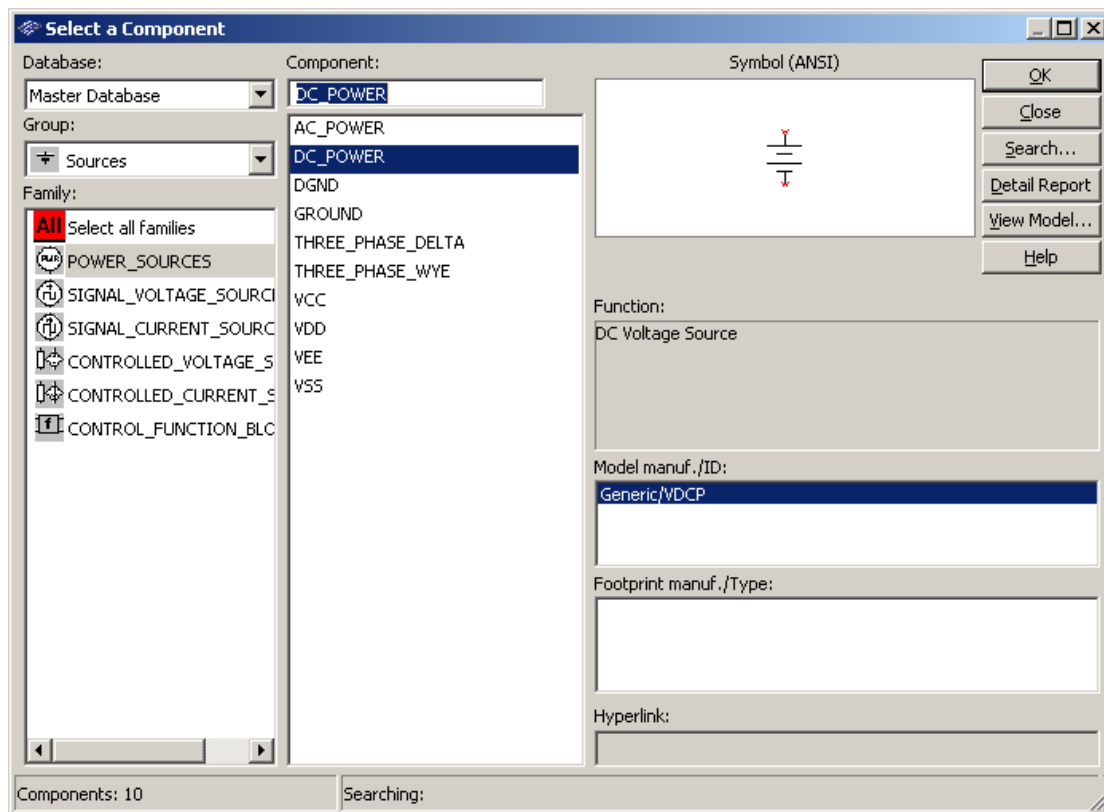 Select a Component
Database:
Master Database
Group:
Sources
Family:
All Select all families
PWR POWER_SOURCES
SIGNAL_VOLTAGE_SOURCI
SIGNAL_CURRENT_SOURC
CONTROLLED_VOLTAGE_S
CONTROLLED_CURRENT_S
f CONTROL_FUNCTION_BLO
Component:
DC_POWER
AC_POWER
DC_POWER
DGND
GROUND
THREE_PHASE_DELTA
THREE_PHASE_WYE
VCC
VDD
VEE
VSS
Symbol (ANSI)
OK
Close
Search...
Detail Report
View Model...
Help
Function:
DC Voltage Source
Model manuf./ID:
Generic/VDCP
Footprint manuf./Type:
Hyperlink:
Components: 10
Searching: